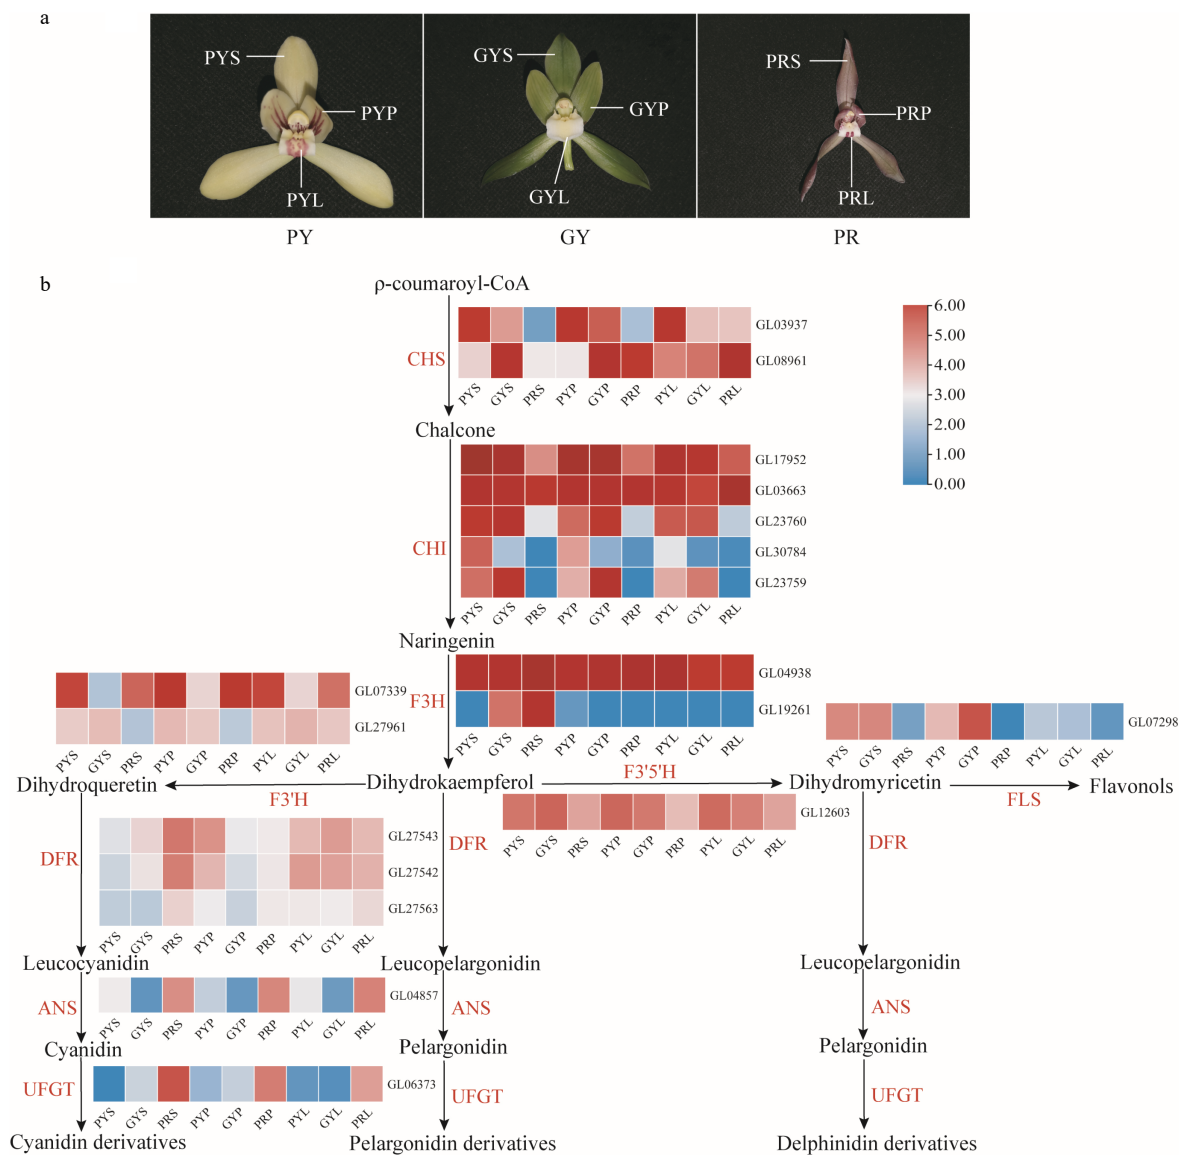 a
PYS
PYP
PYL
GYS
GYP
GYL
PRS
PRP
PRL
PY GY PR
b
ρ-coumaroyl-CoA
CHS
GL03937
GL08961
PYS GYS PRS PYP GYP PRP PYL GYL PRL
6.00
5.00
4.00
3.00
2.00
1.00
0.00
Chalcone
CHI
GL17952
GL03663
GL23760
GL30784
GL23759
PYS GYS PRS PYP GYP PRP PYL GYL PRL
Naringenin
F3H
GL04938
GL19261
PYS GYS PRS PYP GYP PRP PYL GYL PRL
GL07339
GL27961
PYS GYS PRS PYP GYP PRP PYL GYL PRL
GL07298
PYS GYS PRS PYP GYP PRP PYL GYL PRL
Dihydroqueretin
F3'H
Dihydrokaempferol
F3'5'H
Dihydromyricetin
FLS
Flavonols
GL12603
PYS GYS PRS PYP GYP PRP PYL GYL PRL
DFR
GL27543
GL27542
GL27563
PYS GYS PRS PYP GYP PRP PYL GYL PRL
DFR
DFR
Leucocyanidin
Leucopelargonidin
Leucopelargonidin
ANS
GL04857
PYS GYS PRS PYP GYP PRP PYL GYL PRL
ANS
ANS
Cyanidin
Pelargonidin
Pelargonidin
UFGT
GL06373
PYS GYS PRS PYP GYP PRP PYL GYL PRL
UFGT
UFGT
Cyanidin derivatives
Pelargonidin derivatives
Delphinidin derivatives